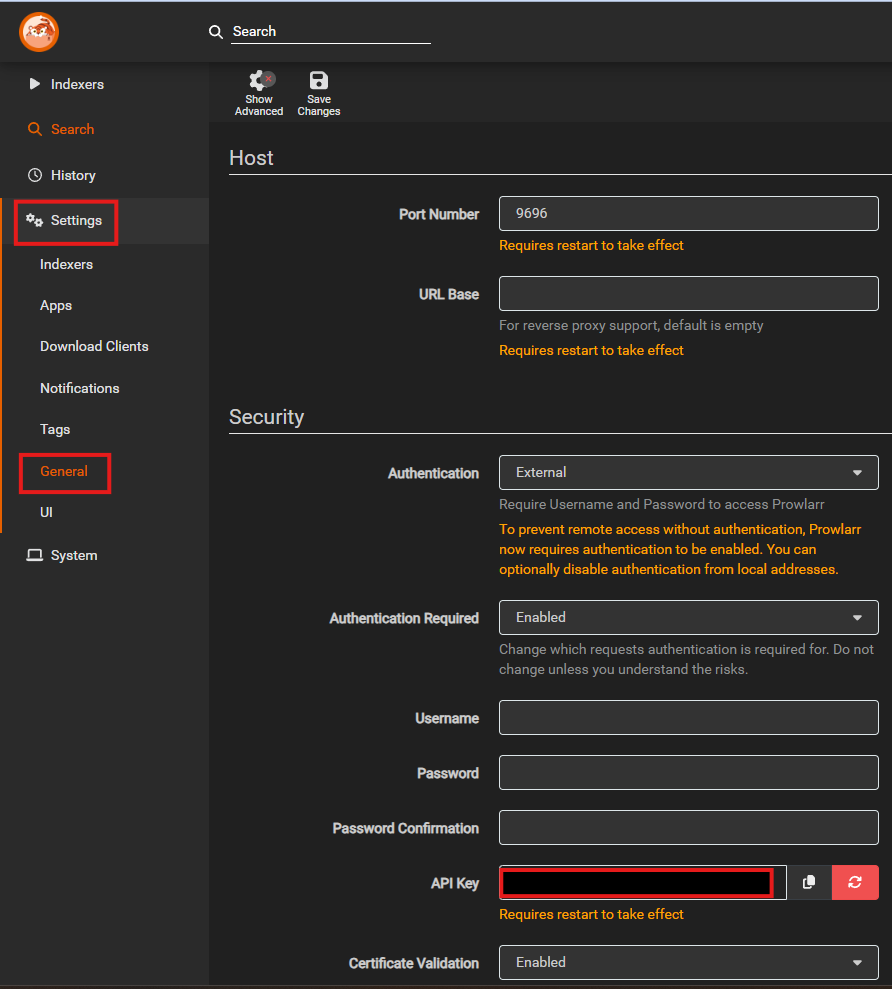 Search
Indexers
Search
History
Settings
Indexers
Apps
Download Clients
Notifications
Tags
General
UI
System
Show
Advanced
Save
Changes
Host
Port Number
9696
Requires restart to take effect
URL Base
For reverse proxy support, default is empty
Requires restart to take effect
Security
Authentication
External
Require Username and Password to access Prowlarr
To prevent remote access without authentication, Prowlarr
now requires authentication to be enabled. You can
optionally disable authentication from local addresses.
Authentication Required
Enabled
Change which requests authentication is required for. Do not
change unless you understand the risks.
Username
Password
Password Confirmation
API Key
Requires restart to take effect
Certificate Validation
Enabled